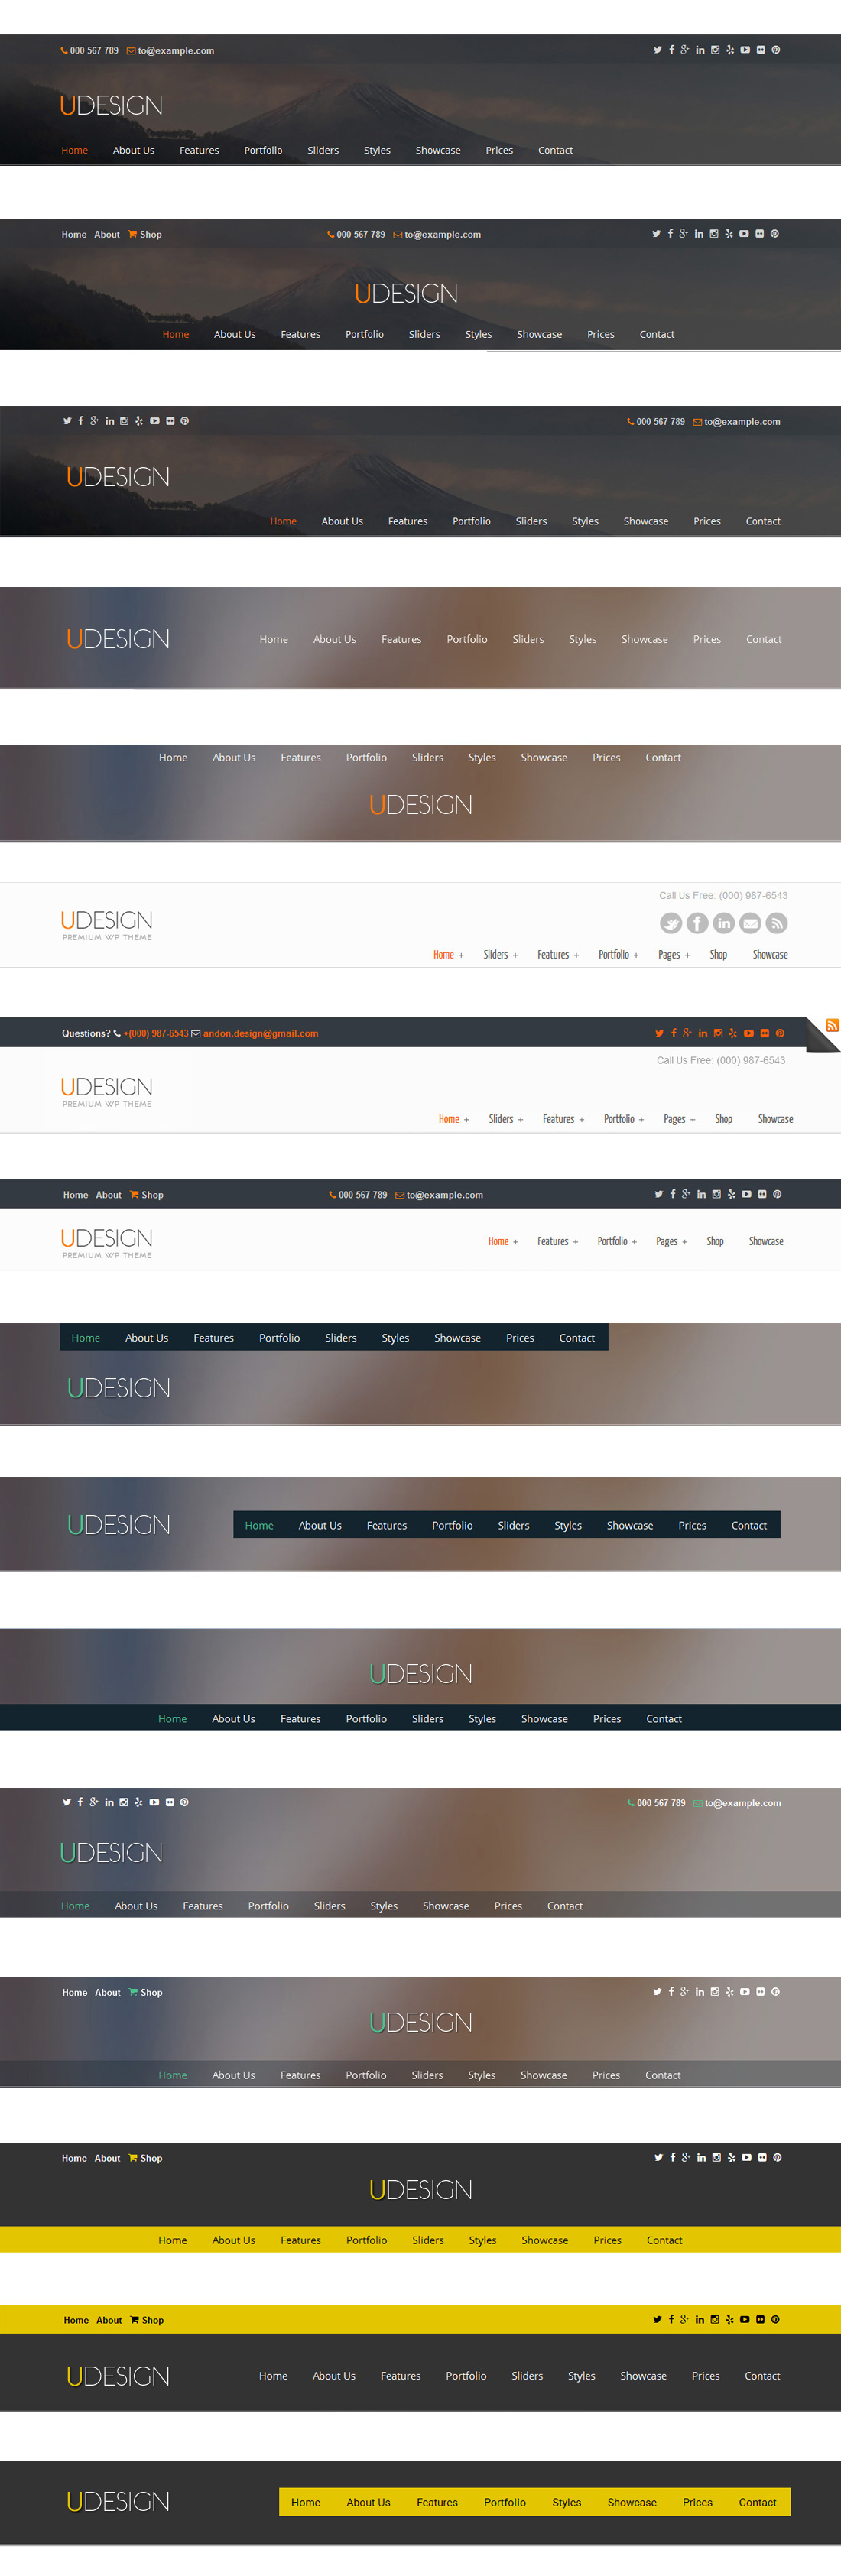 000 567 789 to@example.com
UDESIGN
Home About Us Features Portfolio Sliders Styles Showcase Prices Contact
Home About Shop 000 567 789 to@example.com
UDESIGN
Home About Us Features Portfolio Sliders Styles Showcase Prices Contact
000 567 789 to@example.com
UDESIGN
Home About Us Features Portfolio Sliders Styles Showcase Prices Contact
UDESIGN Home About Us Features Portfolio Sliders Styles Showcase Prices Contact
Home About Us Features Portfolio Sliders Styles Showcase Prices Contact
UDESIGN
Call Us Free: (000) 987-6543
UDESIGN
PREMIUM WP THEME
Home + Sliders + Features + Portfolio + Pages + Shop Showcase
Questions? +(000) 987-6543 andon.design@gmail.com
Call Us Free: (000) 987-6543
UDESIGN
PREMIUM WP THEME
Home + Sliders + Features + Portfolio + Pages + Shop Showcase
Home About Shop 000 567 789 to@example.com
UDESIGN
PREMIUM WP THEME
Home + Features + Portfolio + Pages + Shop Showcase
Home About Us Features Portfolio Sliders Styles Showcase Prices Contact
UDESIGN
UDESIGN Home About Us Features Portfolio Sliders Styles Showcase Prices Contact
UDESIGN
Home About Us Features Portfolio Sliders Styles Showcase Prices Contact
000 567 789 to@example.com
UDESIGN
Home About Us Features Portfolio Sliders Styles Showcase Prices Contact
Home About Shop
UDESIGN
Home About Us Features Portfolio Sliders Styles Showcase Prices Contact
Home About Shop
UDESIGN
Home About Us Features Portfolio Sliders Styles Showcase Prices Contact
Home About Shop
UDESIGN Home About Us Features Portfolio Sliders Styles Showcase Prices Contact
UDESIGN Home About Us Features Portfolio Styles Showcase Prices Contact